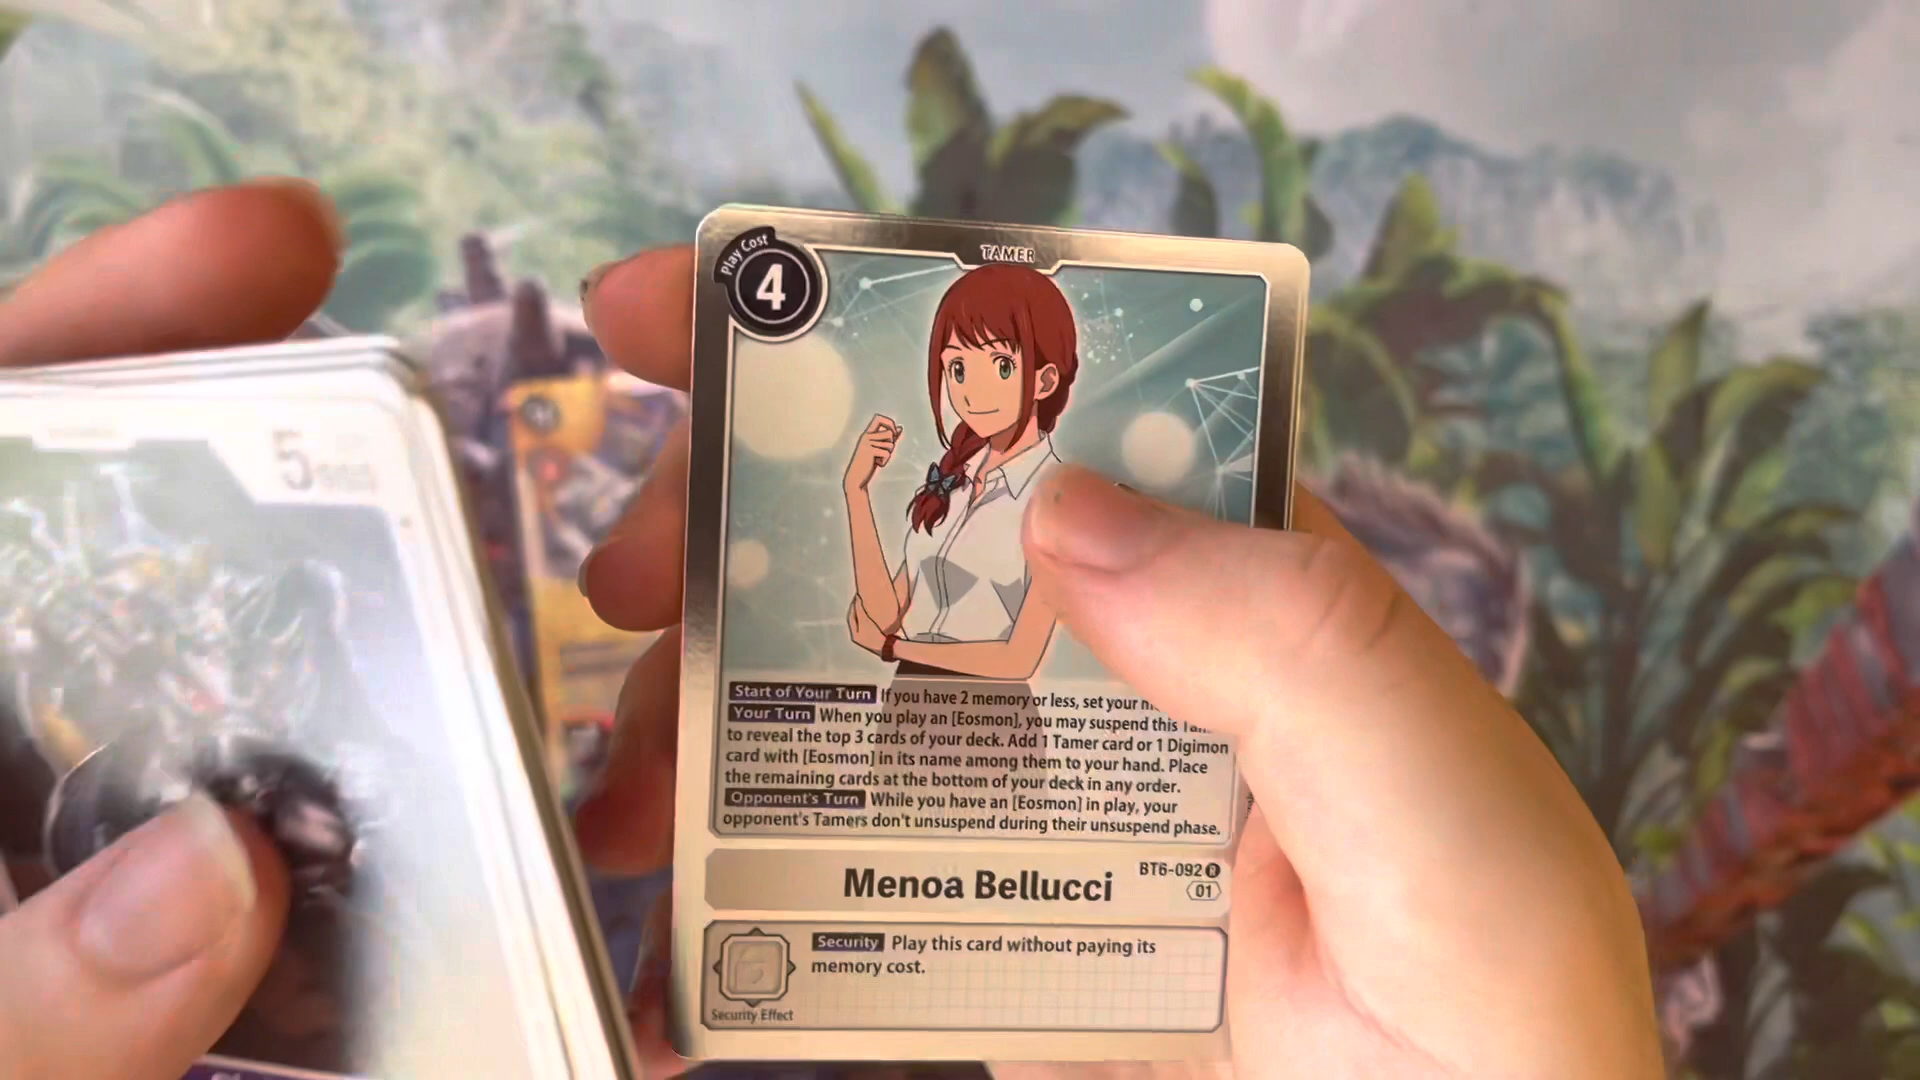 Play Cost
4
TAMER
5
Start of Your Turn If you have 2 memory or less, set your
Your Turn When you play an [Eosmon], you may suspend this
to reveal the top 3 cards of your deck. Add 1 Tamer card or 1 Digimon
card with [Eosmon] in its name among them to your hand. Place
the remaining cards at the bottom of your deck in any order.
Opponent's Turn While you have an [Eosmon] in play, your
opponent's Tamers don't unsuspend during their unsuspend phase.
Menoa Bellucci
BT6-092 R
01
Security Play this card without paying its
memory cost.
Security Effect